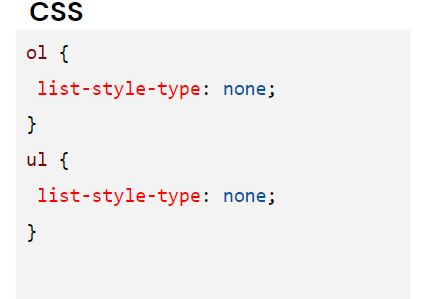 CSS
ol {
 list-style-type: none;
}
ul {
 list-style-type: none;
}